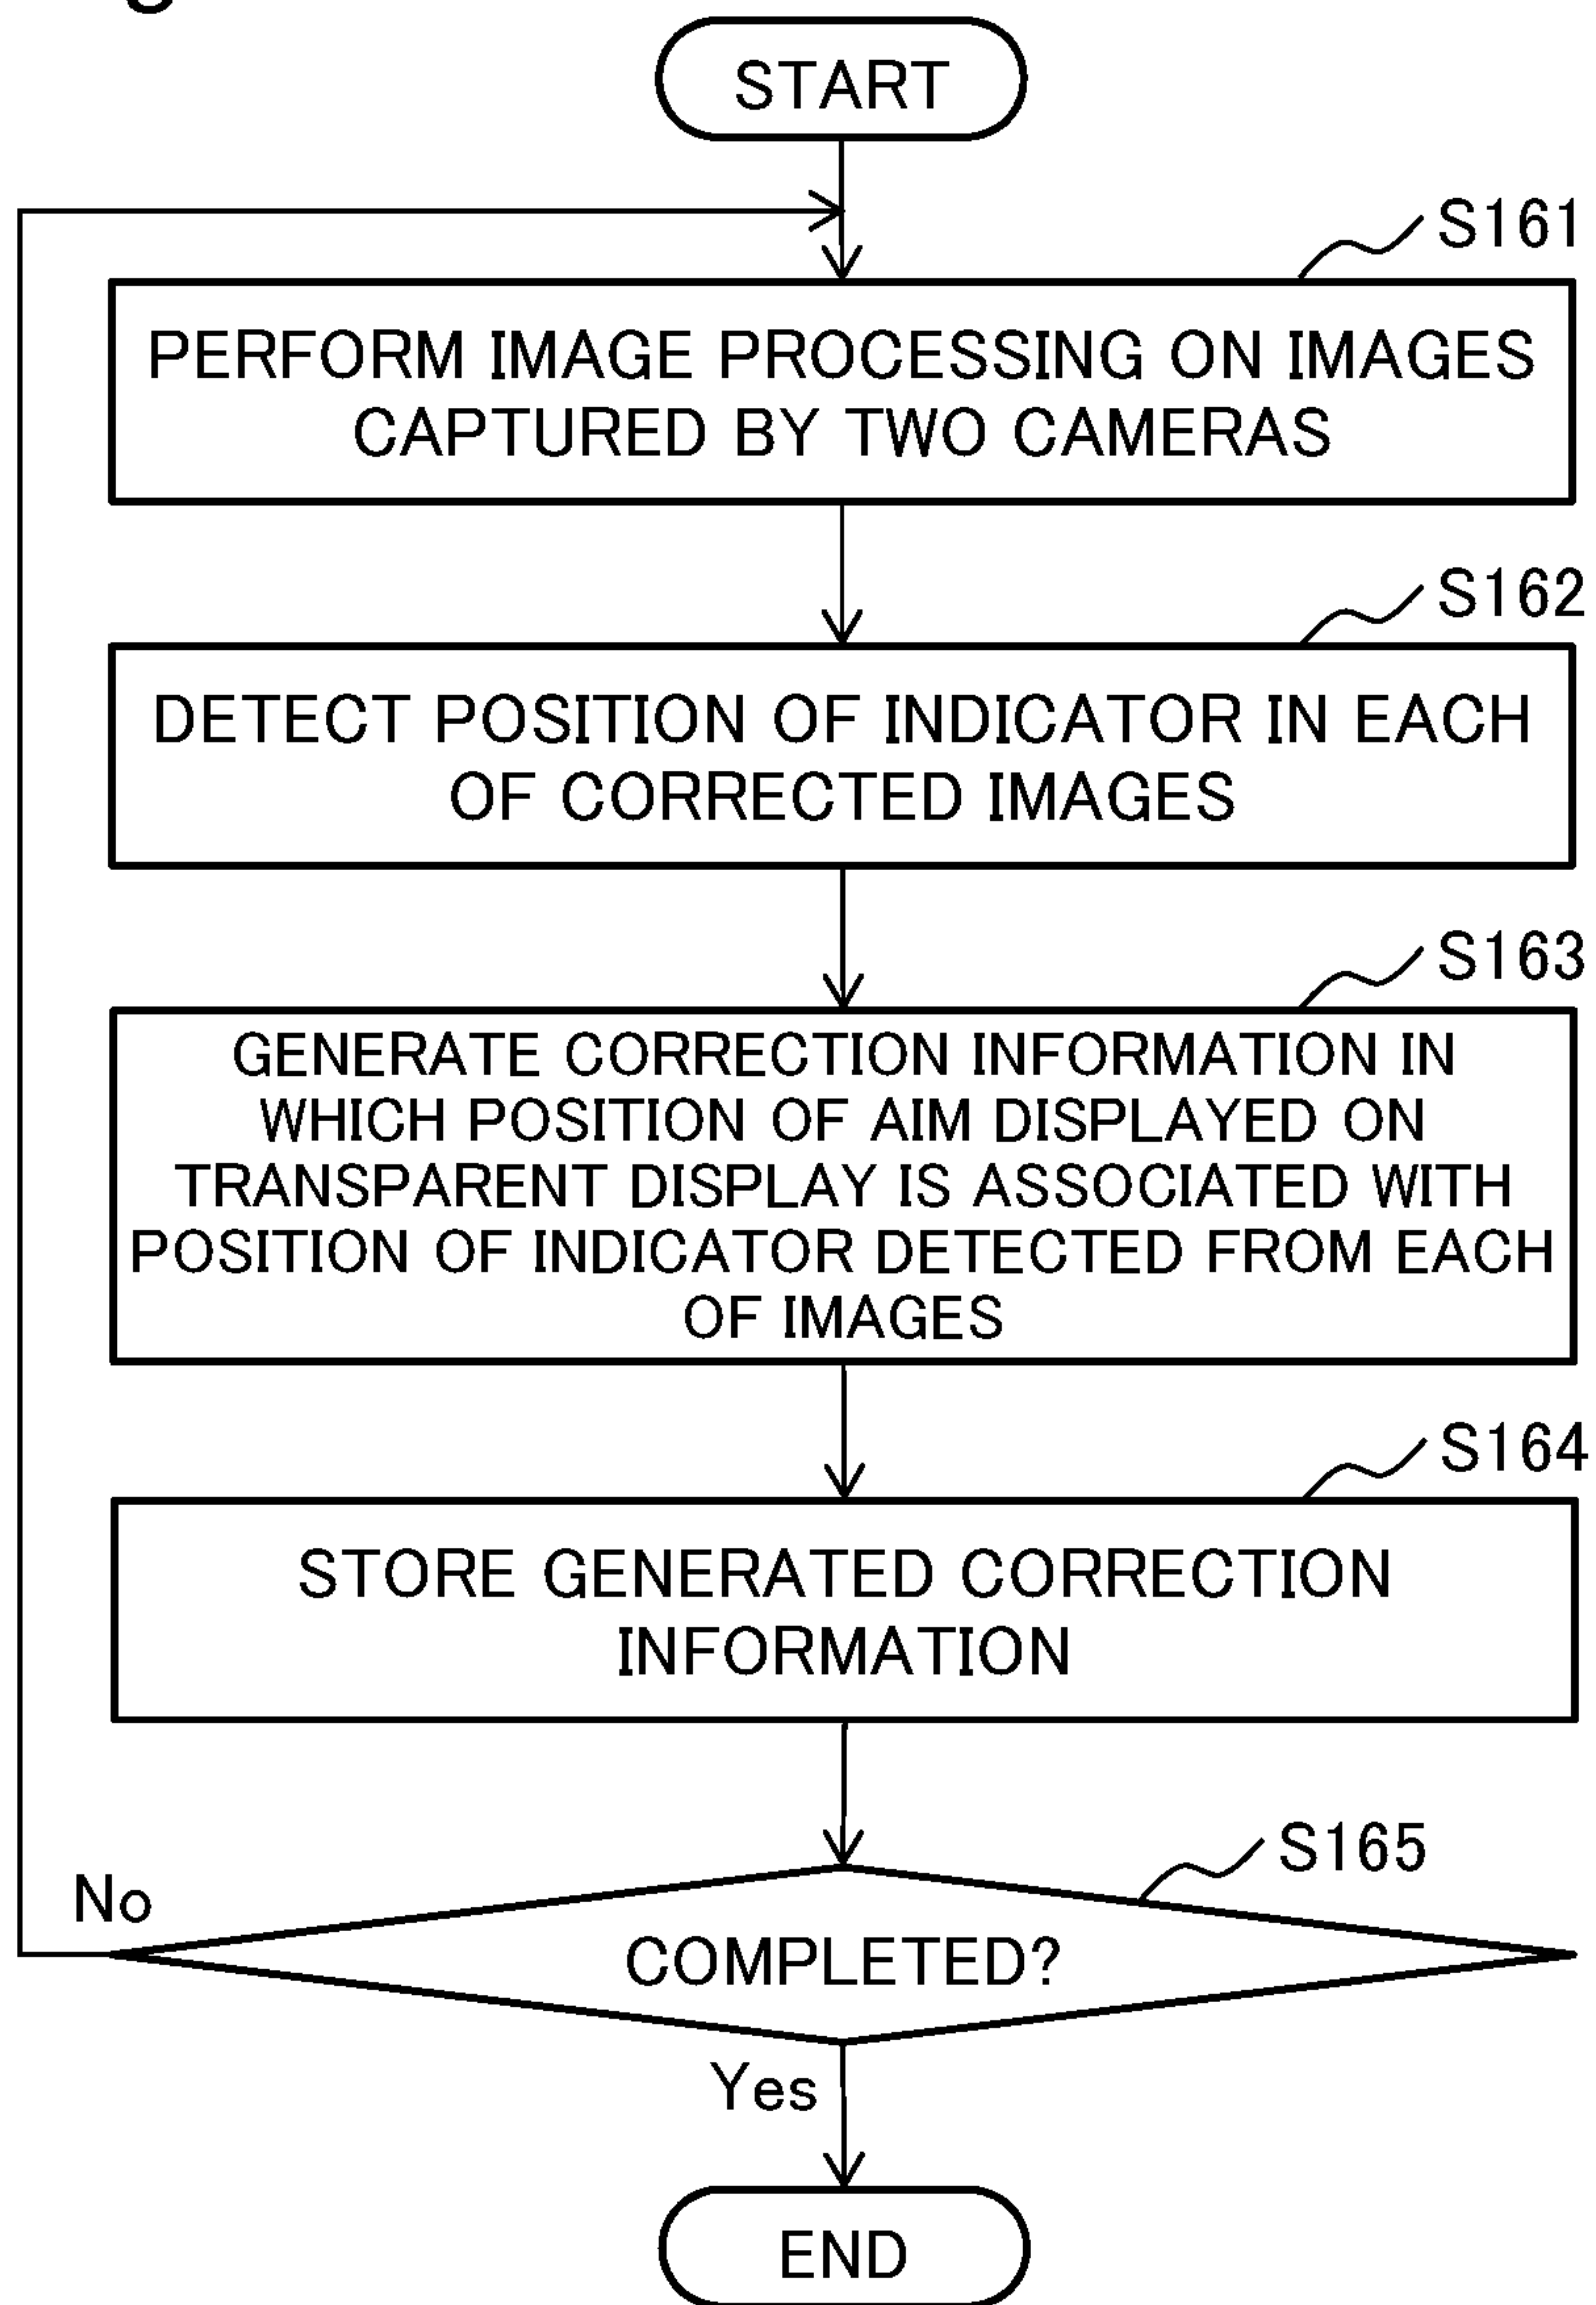 START
S161
PERFORM IMAGE PROCESSING ON IMAGES
CAPTURED BY TWO CAMERAS
S162
DETECT POSITION OF INDICATOR IN EACH
OF CORRECTED IMAGES
S163
GENERATE CORRECTION INFORMATION IN
WHICH POSITION OF AIM DISPLAYED ON
TRANSPARENT DISPLAY IS ASSOCIATED WITH
POSITION OF INDICATOR DETECTED FROM EACH
OF IMAGES
S164
STORE GENERATED CORRECTION
INFORMATION
S165
No
COMPLETED?
Yes
END